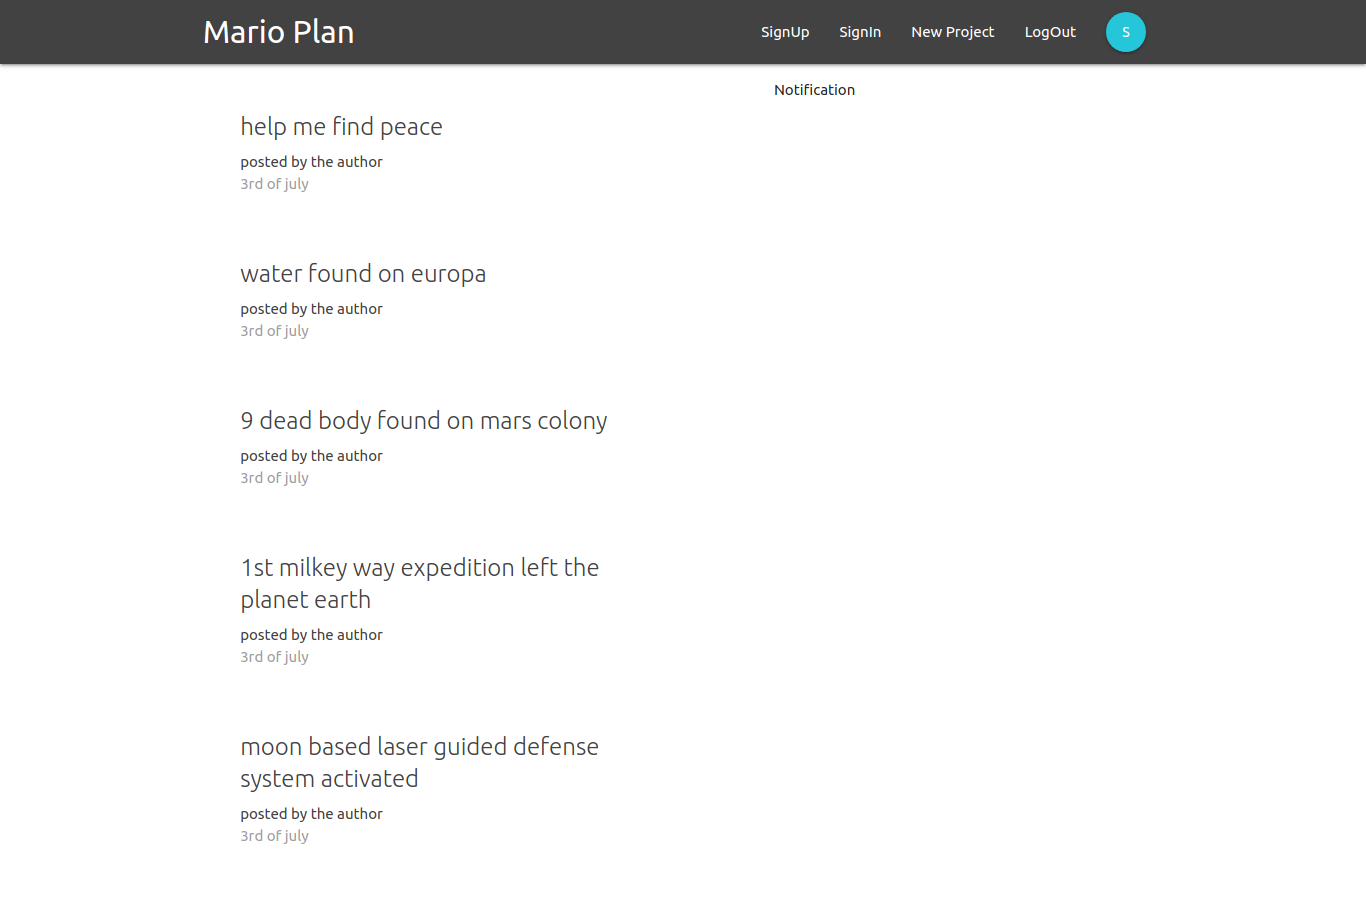 Mario Plan
SignUp SignIn New Project LogOut S
Notification
help me find peace
posted by the author
3rd of july
water found on europa
posted by the author
3rd of july
9 dead body found on mars colony
posted by the author
3rd of july
1st milkey way expedition left the
planet earth
posted by the author
3rd of july
moon based laser guided defense
system activated
posted by the author
3rd of july